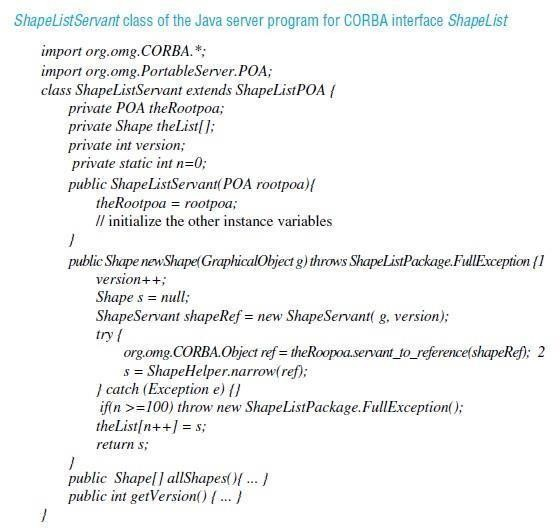 ShapeListServant class of the Java server program for CORBA interface ShapeList
import org.omg.CORBA.*;
import org.omg.PortableServer.POA;
class ShapeListServant extends ShapeListPOA {
private POA theRootpoa;
private Shape theList[];
private int version;
private static int n=0;
public ShapeListServant(POA rootpoa){
theRootpoa = rootpoa;
// initialize the other instance variables
}
public Shape newShape(GraphicalObject g) throws ShapeListPackage.FullException {1
version++;
Shape s = null;
ShapeServant shapeRef = new ShapeServant( g, version);
try {
org.omg.CORBA.Object ref = theRoopoa.servant_to_reference(shapeRef); 2
s = ShapeHelper.narrow(ref);
} catch (Exception e) {}
if(n >=100) throw new ShapeListPackage.FullException();
theList[n++] = s;
return s;
}
public Shape[] allShapes(){ ... }
public int getVersion() { ... }
}